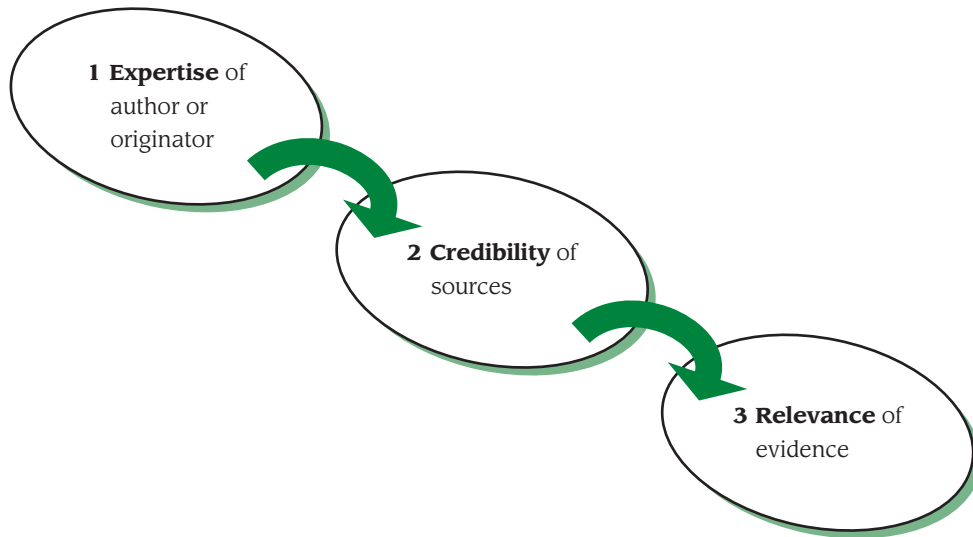 1 Expertise of
author or
originator
2 Credibility of
sources
3 Relevance of
evidence